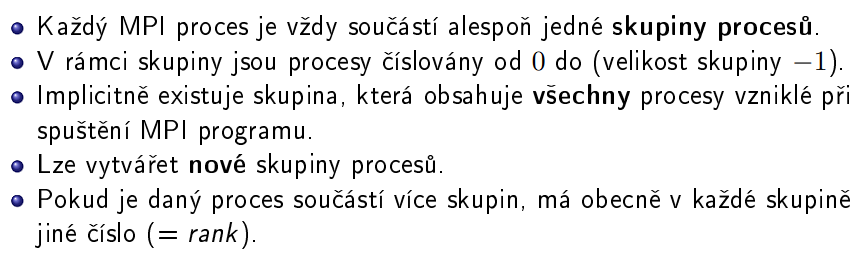 • Každý MPI proces je vždy součástí alespoň jedné skupiny procesů.
• V rámci skupiny jsou procesy číslovány od 0 do (velikost skupiny −1).
• Implicitně existuje skupina, která obsahuje všechny procesy vzniklé při
spuštění MPI programu.
• Lze vytvářet nové skupiny procesů.
• Pokud je daný proces součástí více skupin, má obecně v každé skupině
jiné číslo (= rank).